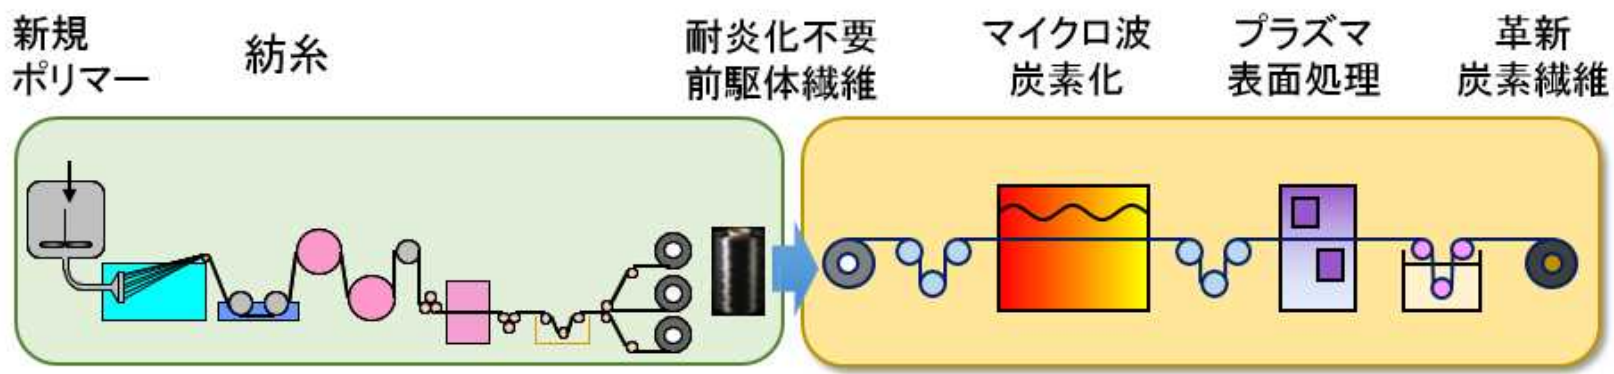 新規
ポリマー
紡糸
耐炎化不要
前駆体繊維
マイクロ波
炭素化
プラズマ
表面処理
革新
炭素繊維